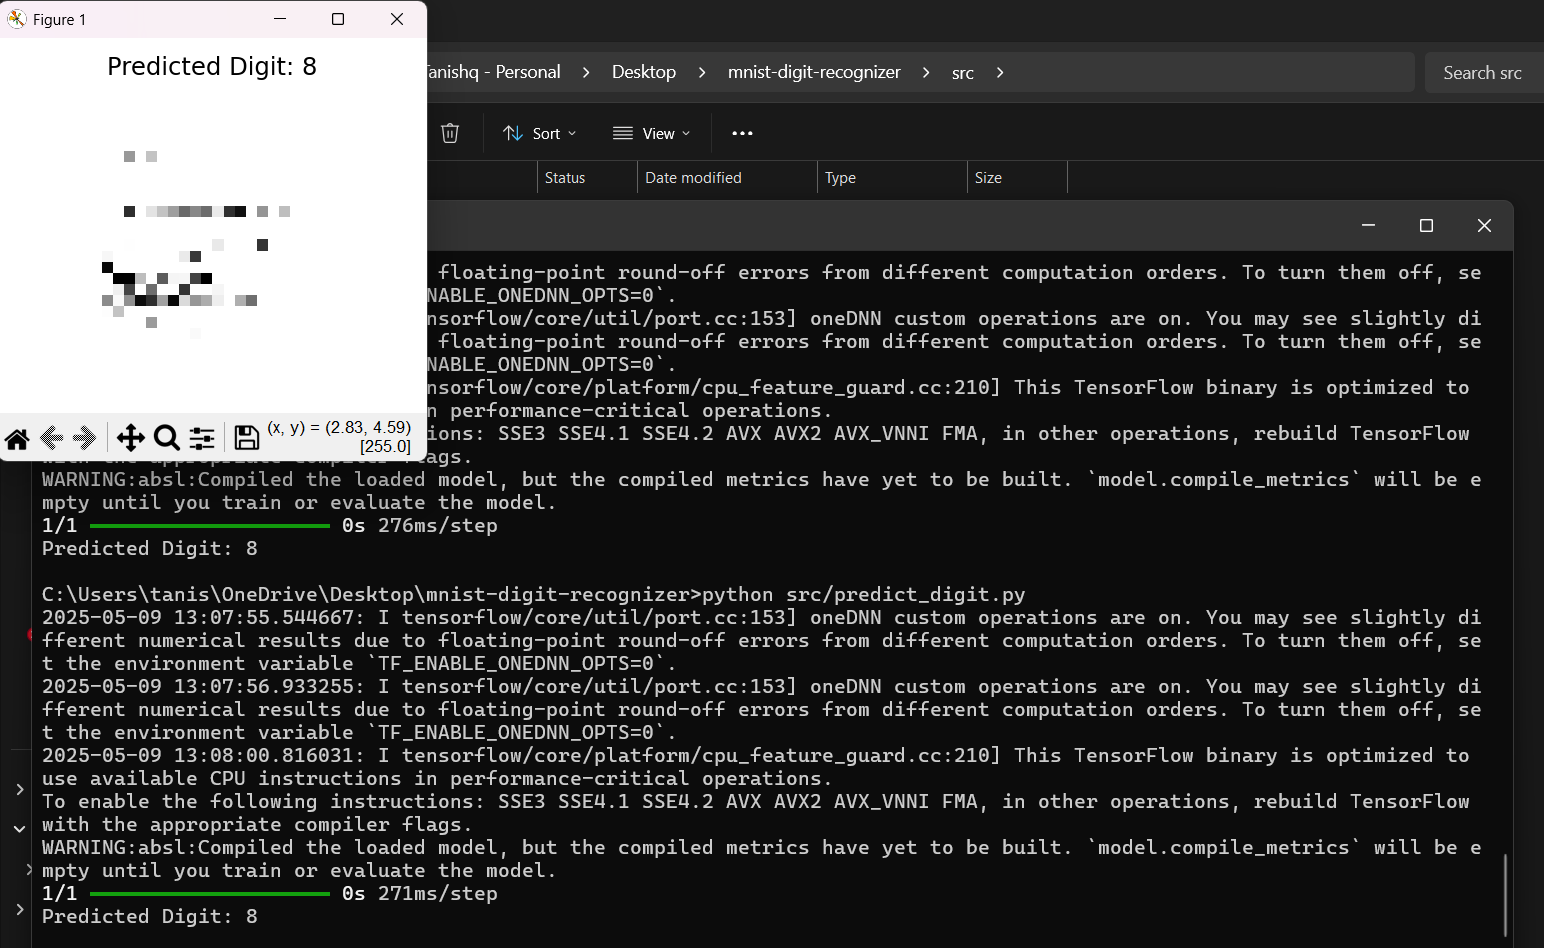 Figure 1
Predicted Digit: 8
(x, y) = (2.83, 4.59)
[255.0]
Tanishq - Personal > Desktop > mnist-digit-recognizer > src >
Search src
Sort
View
Status
Date modified
Type
Size
floating-point round-off errors from different computation orders. To turn them off, se
NABLE_ONEDNN_OPTS=0`.
nsorflow/core/util/port.cc:153] oneDNN custom operations are on. You may see slightly di
floating-point round-off errors from different computation orders. To turn them off, se
NABLE_ONEDNN_OPTS=0`.
nsorflow/core/platform/cpu_feature_guard.cc:210] This TensorFlow binary is optimized to
n performance-critical operations.
ions: SSE3 SSE4.1 SSE4.2 AVX AVX2 AVX_VNNI FMA, in other operations, rebuild TensorFlow
with the appropriate compiler flags.
WARNING:absl:Compiled the loaded model, but the compiled metrics have yet to be built. `model.compile_metrics` will be e
mpty until you train or evaluate the model.
1/1 0s 276ms/step
Predicted Digit: 8
C:\Users\tanis\OneDrive\Desktop\mnist-digit-recognizer>python src/predict_digit.py
2025-05-09 13:07:55.544667: I tensorflow/core/util/port.cc:153] oneDNN custom operations are on. You may see slightly di
fferent numerical results due to floating-point round-off errors from different computation orders. To turn them off, se
t the environment variable `TF_ENABLE_ONEDNN_OPTS=0`.
2025-05-09 13:07:56.933255: I tensorflow/core/util/port.cc:153] oneDNN custom operations are on. You may see slightly di
fferent numerical results due to floating-point round-off errors from different computation orders. To turn them off, se
t the environment variable `TF_ENABLE_ONEDNN_OPTS=0`.
2025-05-09 13:08:00.816031: I tensorflow/core/platform/cpu_feature_guard.cc:210] This TensorFlow binary is optimized to
use available CPU instructions in performance-critical operations.
To enable the following instructions: SSE3 SSE4.1 SSE4.2 AVX AVX2 AVX_VNNI FMA, in other operations, rebuild TensorFlow
with the appropriate compiler flags.
WARNING:absl:Compiled the loaded model, but the compiled metrics have yet to be built. `model.compile_metrics` will be e
mpty until you train or evaluate the model.
1/1 0s 271ms/step
Predicted Digit: 8